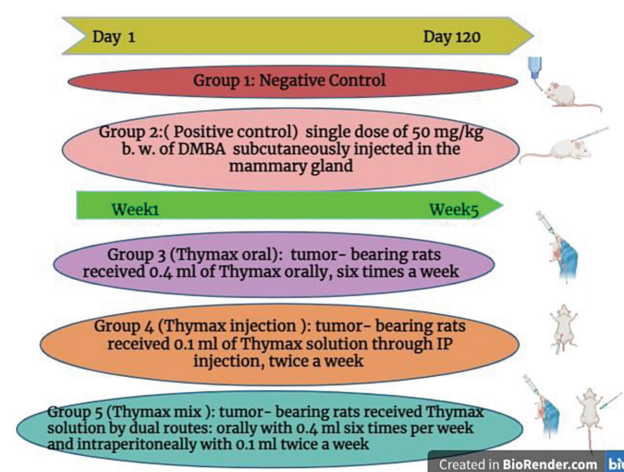 Day 1 Day 120
Group 1: Negative Control
Group 2:( Positive control) single dose of 50 mg/kg
b. w. of DMBA subcutaneously injected in the
mammary gland
Week1 Week5
Group 3 (Thymax oral): tumor- bearing rats
received 0.4 ml of Thymax orally, six times a week
Group 4 (Thymax injection ): tumor- bearing rats
received 0.1 ml of Thymax solution through IP
injection, twice a week
Group 5 (Thymax mix ): tumor- bearing rats received Thymax
solution by dual routes: orally with 0.4 ml six times per week
and intraperitoneally with 0.1 ml twice a week
Created in BioRender.com